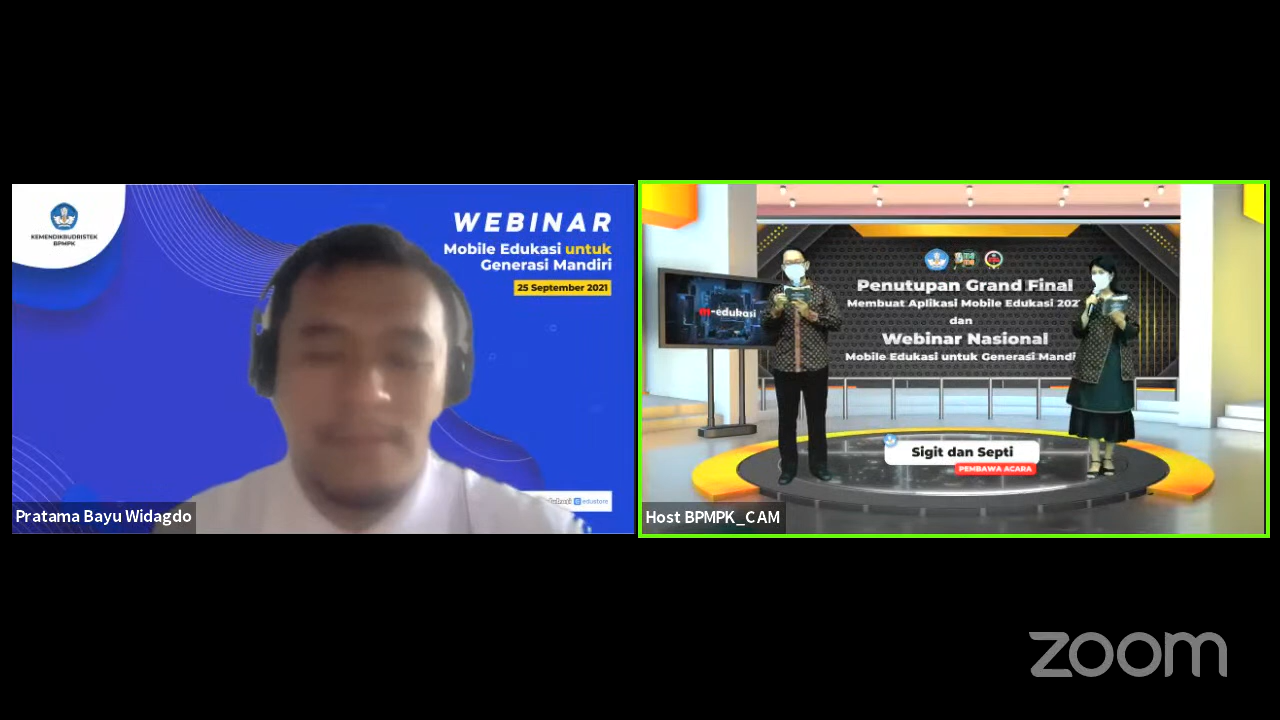 KEMENDIKBUDRISTEK
BPMPK
WEBINAR
Mobile Edukasi untuk
Generasi Mandiri
25 September 2021
edustore
Pratama Bayu Widagdo
m-edukasi
Penutupan Grand Final
Membuat Aplikasi Mobile Edukasi 202
dan
Webinar Nasional
Mobile Edukasi untuk Generasi Mandi
Sigit dan Septi
PEMBAWA ACARA
Host BPMPK_CAM
zoom